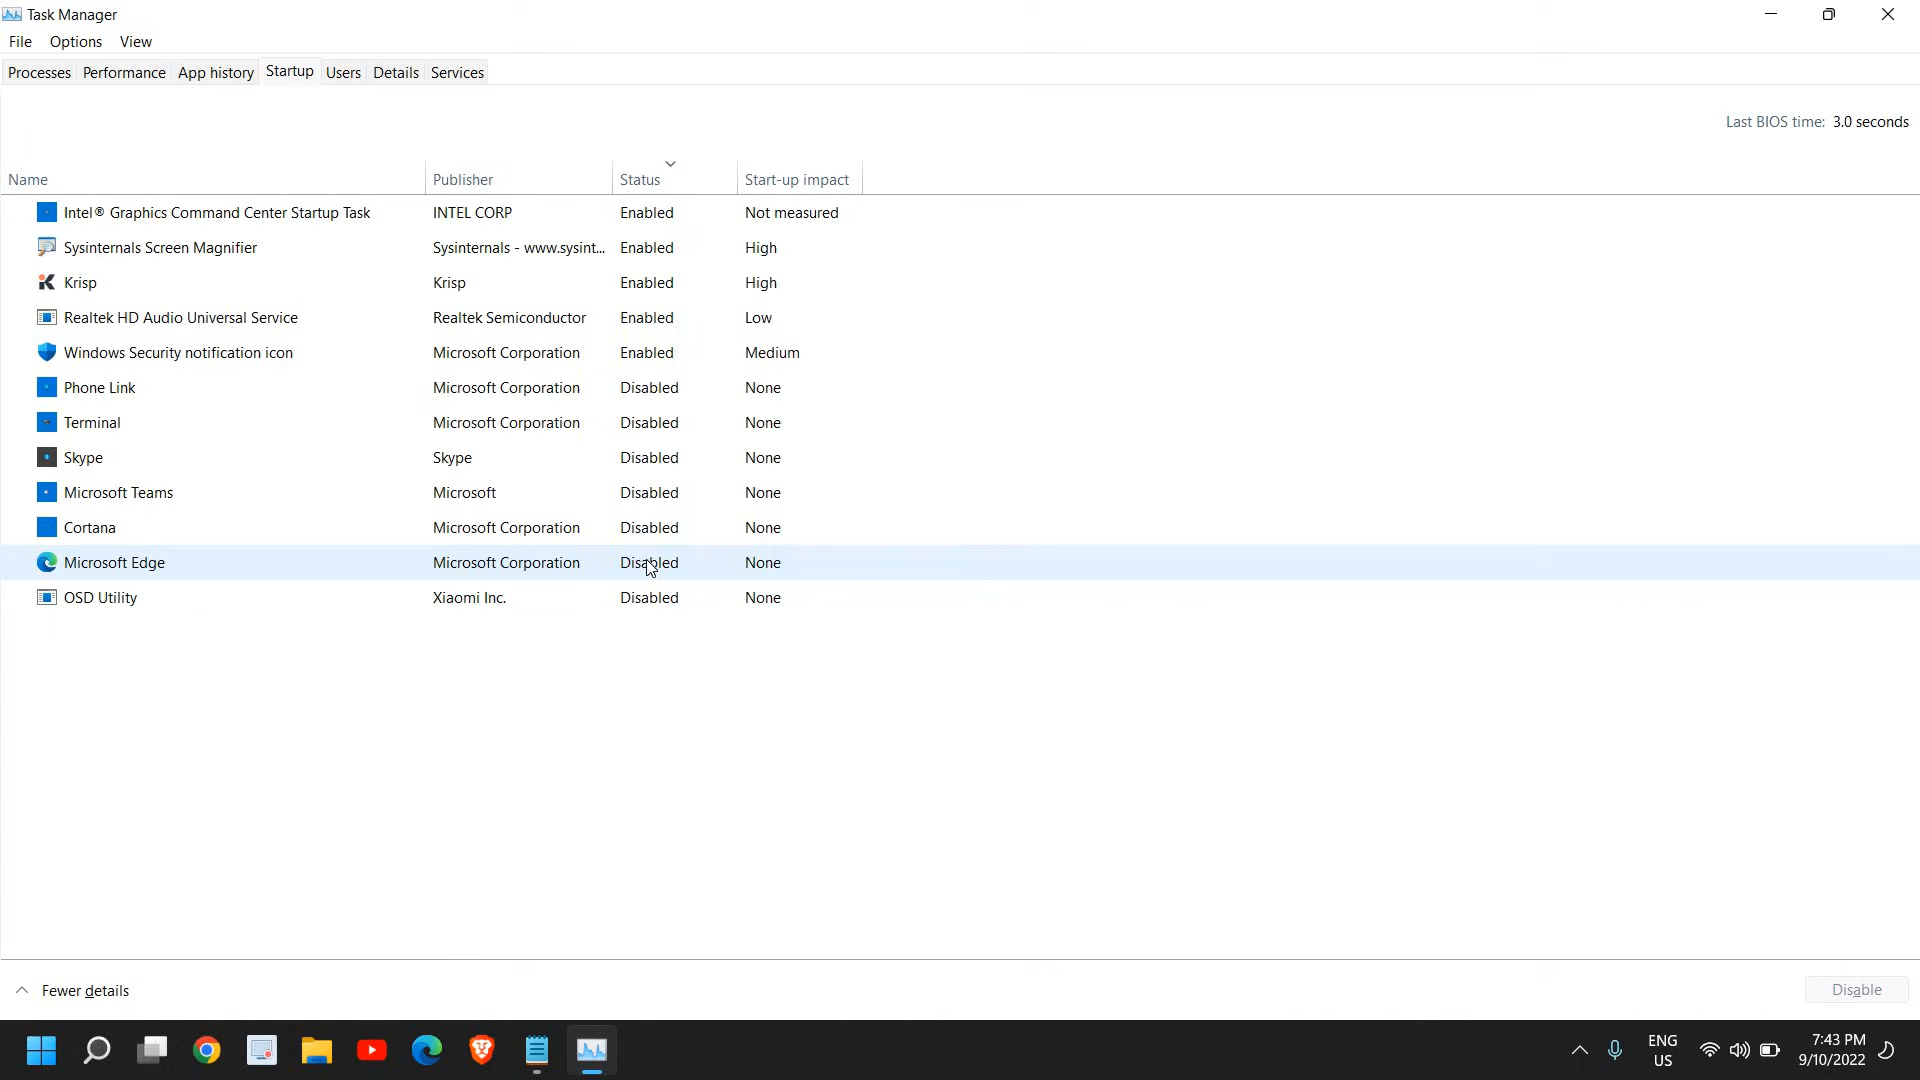 Task Manager
File Options View
Processes Performance App history Startup Users Details Services
Last BIOS time: 3.0 seconds
Name Publisher Status Start-up impact
Intel® Graphics Command Center Startup Task INTEL CORP Enabled Not measured
Sysinternals Screen Magnifier Sysinternals - www.sysint... Enabled High
Krisp Krisp Enabled High
Realtek HD Audio Universal Service Realtek Semiconductor Enabled Low
Windows Security notification icon Microsoft Corporation Enabled Medium
Phone Link Microsoft Corporation Disabled None
Terminal Microsoft Corporation Disabled None
Skype Skype Disabled None
Microsoft Teams Microsoft Disabled None
Cortana Microsoft Corporation Disabled None
Microsoft Edge Microsoft Corporation Disabled None
OSD Utility Xiaomi Inc. Disabled None
Fewer details Disable
ENG 7:43 PM
US 9/10/2022